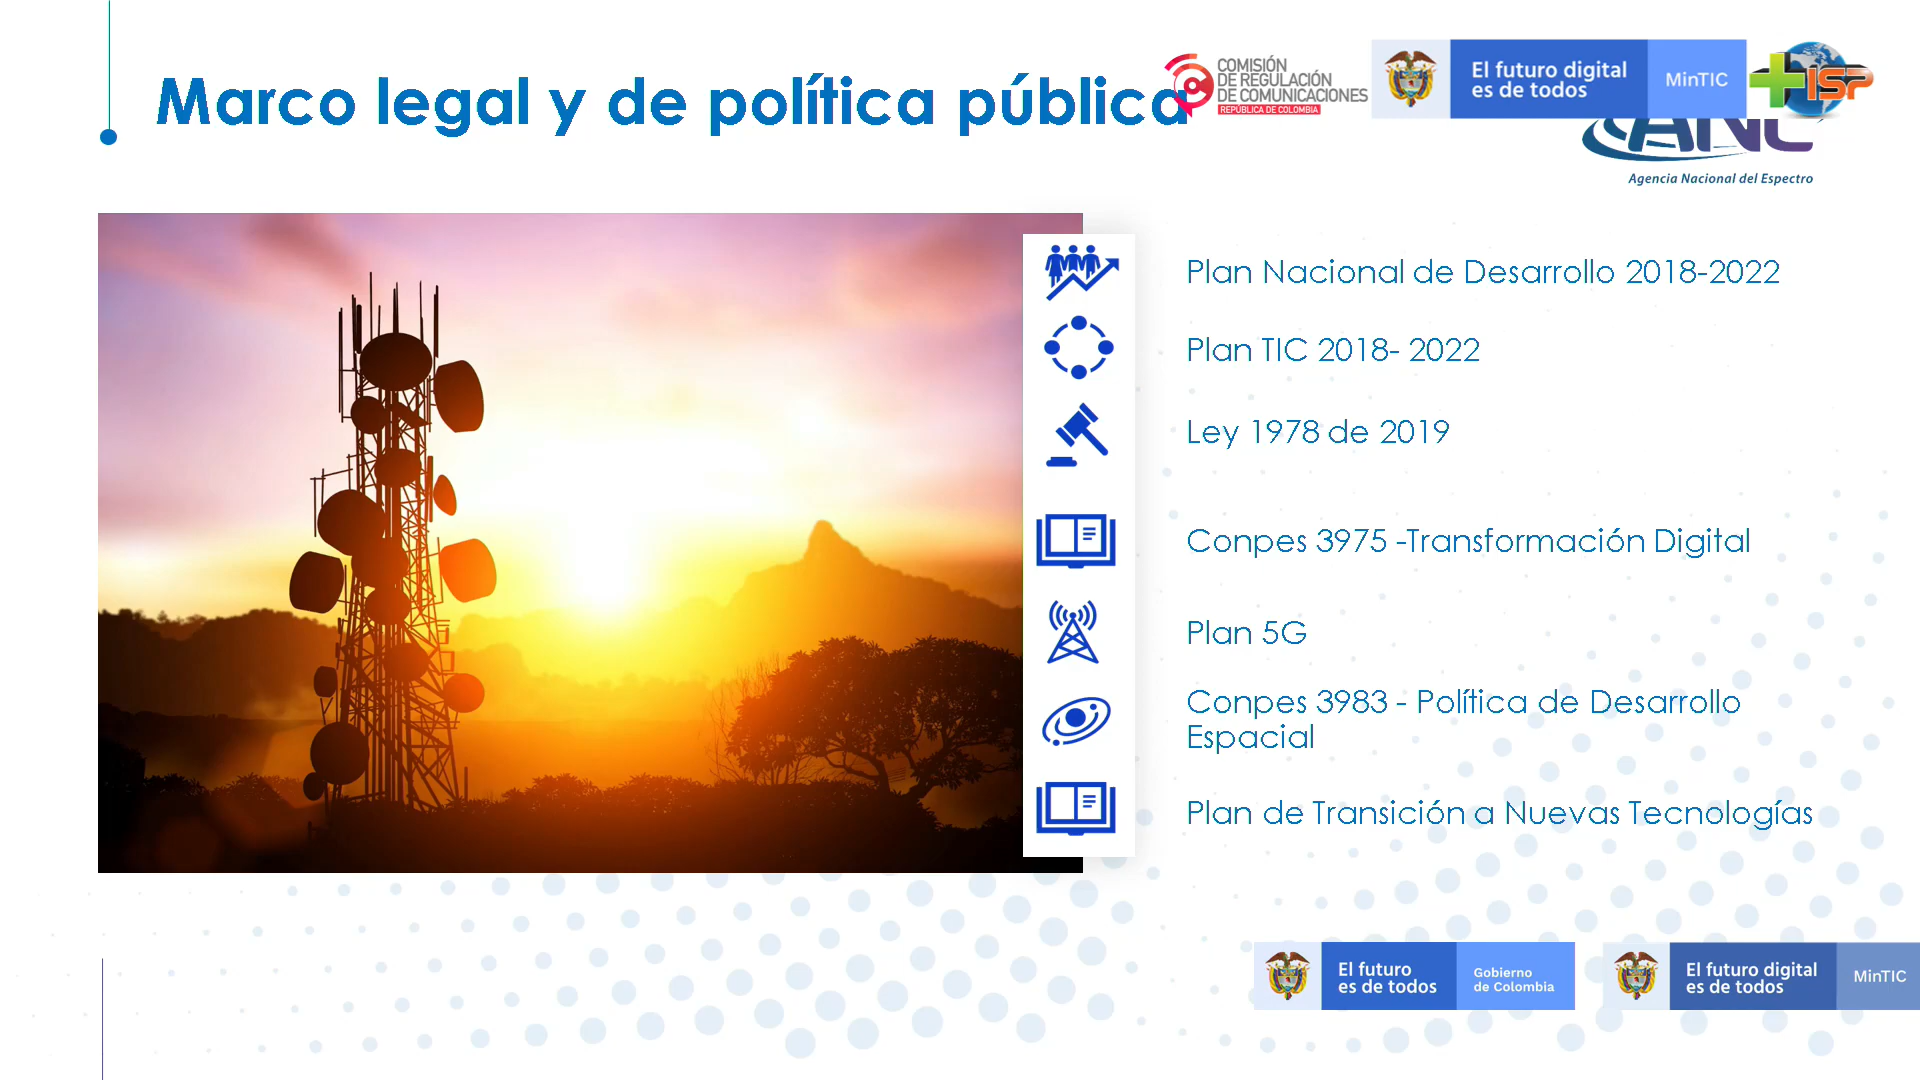 Marco legal y de política pública
COMISIÓN
DE REGULACIÓN
DE COMUNICACIONES
REPÚBLICA DE COLOMBIA
El futuro digital
es de todos
MinTIC
+ISP
ANE
Agencia Nacional del Espectro
Plan Nacional de Desarrollo 2018-2022
Plan TIC 2018- 2022
Ley 1978 de 2019
Conpes 3975 -Transformación Digital
Plan 5G
Conpes 3983 - Política de Desarrollo
Espacial
Plan de Transición a Nuevas Tecnologías
El futuro
es de todos
Gobierno
de Colombia
El futuro digital
es de todos
MinTIC